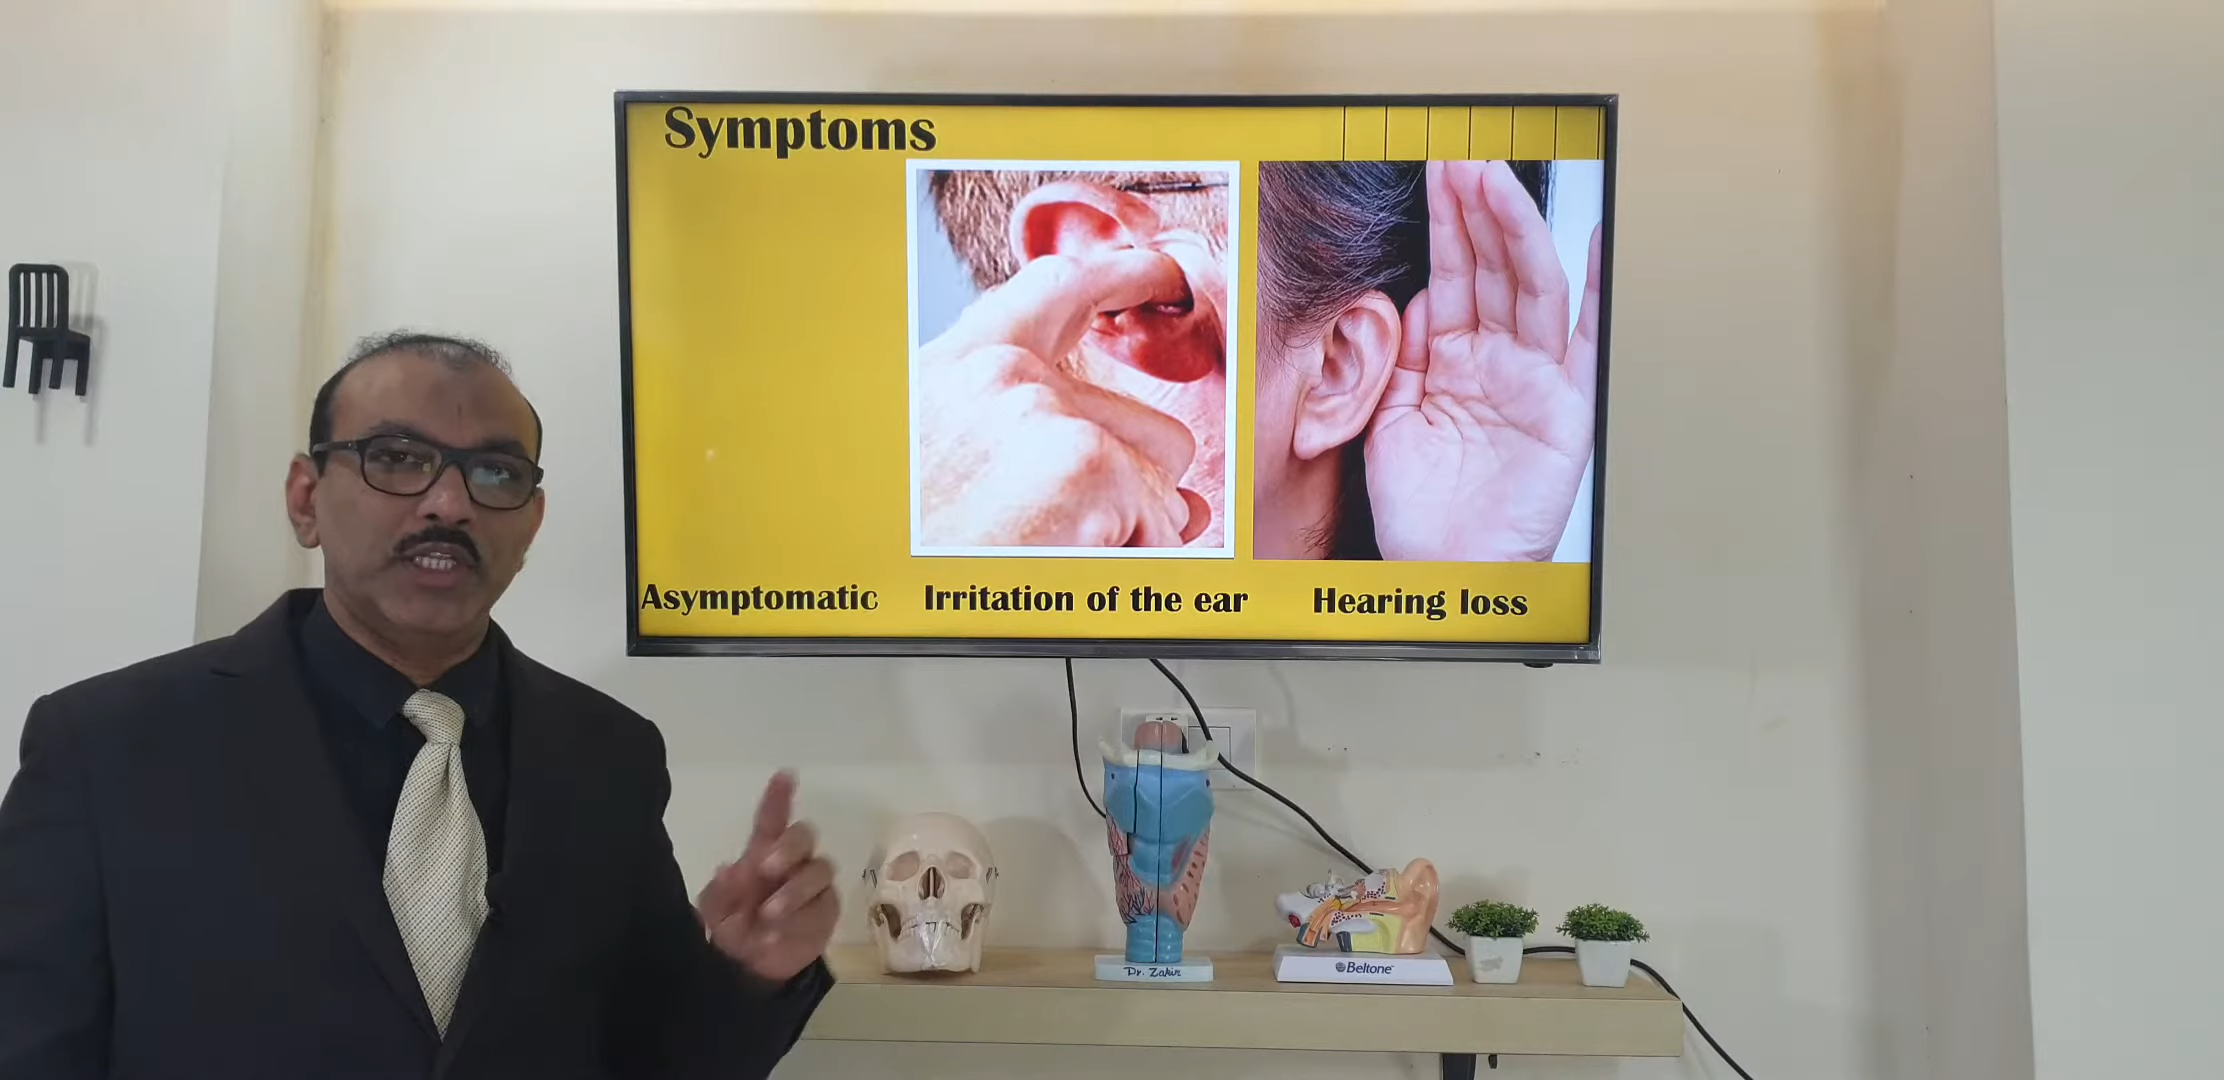 Symptoms
Asymptomatic
Irritation of the ear
Hearing loss
Dr. Zakir
Beltone